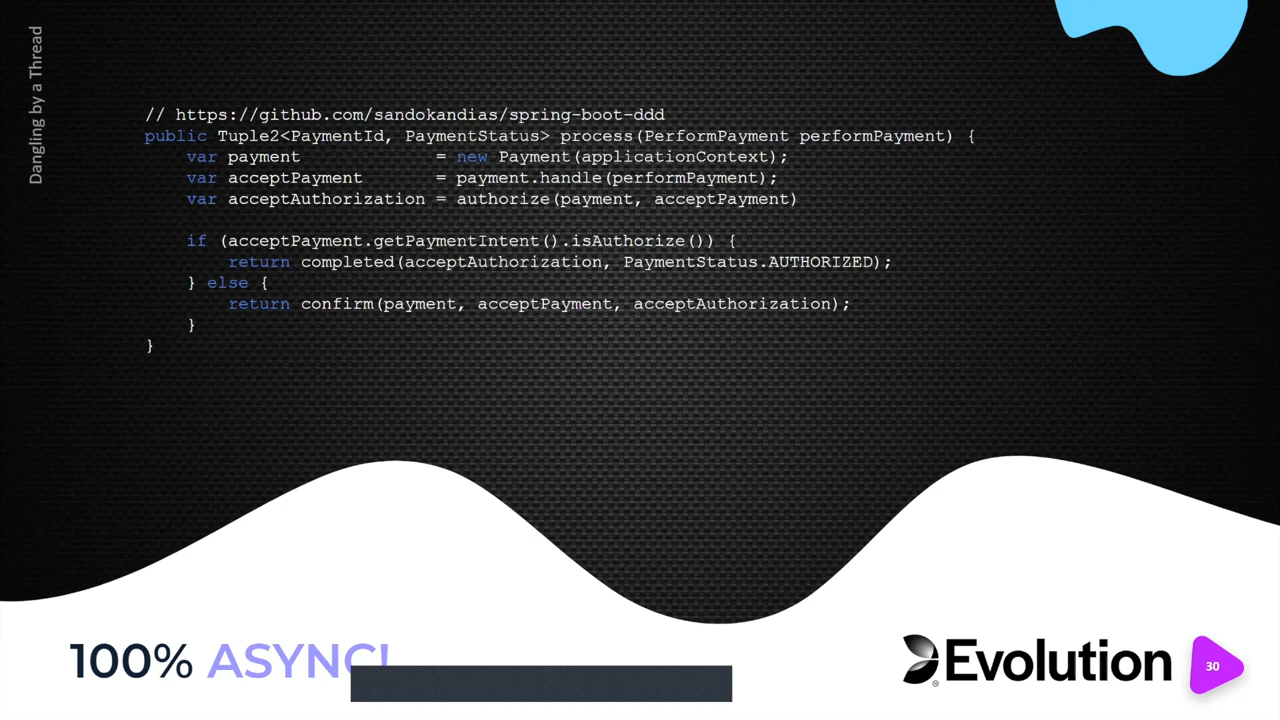 Dangling by a Thread
// https://github.com/sandokandias/spring-boot-ddd
public Tuple2<PaymentId, PaymentStatus> process(PerformPayment performPayment) {
    var payment             = new Payment(applicationContext);
    var acceptPayment       = payment.handle(performPayment);
    var acceptAuthorization = authorize(payment, acceptPayment)
    if (acceptPayment.getPaymentIntent().isAuthorize()) {
        return completed(acceptAuthorization, PaymentStatus.AUTHORIZED);
    } else {
        return confirm(payment, acceptPayment, acceptAuthorization);
    }
}
100% ASYNC!
Evolution
30